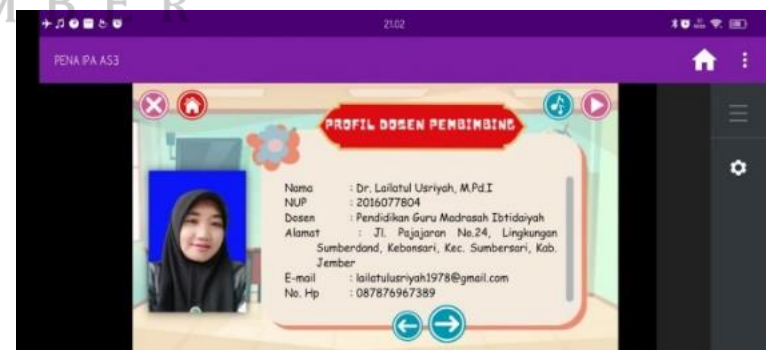 M B E R
21.02
PENA IPA AS3
PROFIL DOSEN PEMBIMBING
Nama : Dr. Lailatul Usriyah, M.Pd.I
NUP : 2016077804
Dosen : Pendidikan Guru Madrasah Ibtidaiyah
Alamat : Jl. Pajajaran No.24, Lingkungan
Sumberdand, Kebonsari, Kec. Sumbersari, Kab.
Jember
E-mail : lailatulusriyah1978@gmail.com
No. Hp : 087876967389